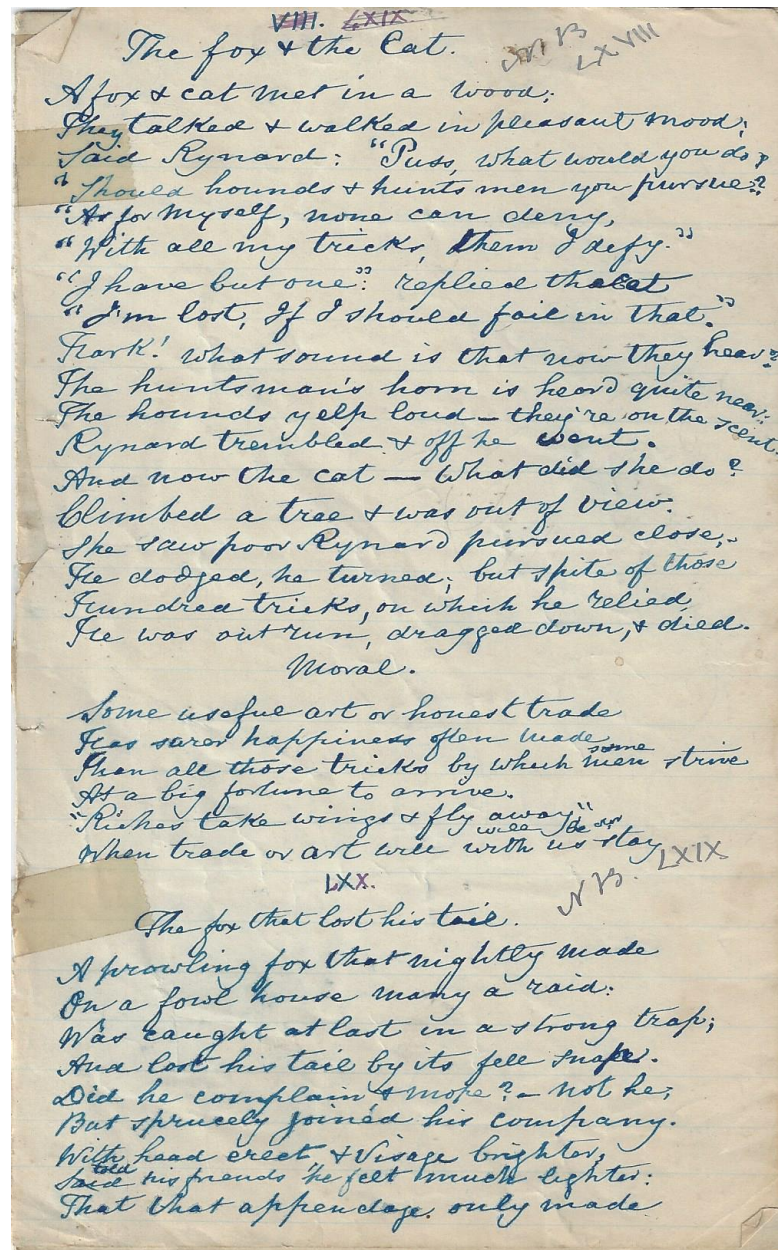 VIII. LXIX.
The fox & the Cat.
N B
LXVIII
A fox & cat met in a wood;
They talked & walked in pleasant mood;
Said Rynard: "Puss, what would you do,
"Should hounds & huntsmen you pursue?
"As for myself, none can deny,
"With all my tricks, them I defy."
"I have but one": replied the cat
"I'm lost, If I should fail in that."
Hark! what sound is that now they hear?
The huntsman's horn is heard quite near:
The hounds yelp loud — they're on the scent.
Rynard trembled & off he went.
And now the cat — What did she do?
Climbed a tree & was out of view.
She saw poor Rynard pursued close,
He dodged, he turned; but spite of those
Hundred tricks, on which he relied,
He was out run, dragged down, & died.
Moral.
Some useful art or honest trade
Has surer happiness often made
Than all those tricks by which some men strive
At a big fortune to arrive.
"Riches take wings & fly away"
When trade or art will with us stay
will
LXIX
LXX.
N B.
The fox that lost his tail.
A prowling fox that nightly made
On a fowl house many a raid:
Was caught at last in a strong trap;
And lost his tail by its fell
Did he complain & mope? - not he;
But sprucely joined his company.
With head erect & visage brighter,
Said told his friends "he felt much lighter:
That that appendage only made